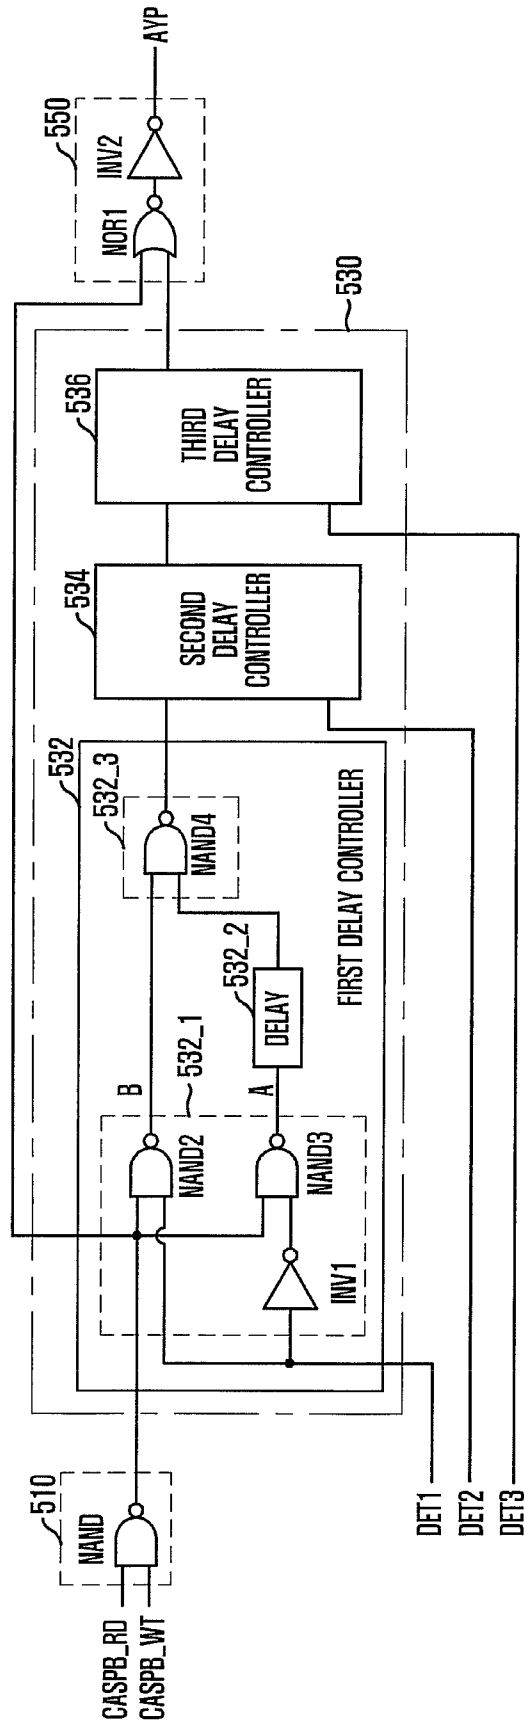 CASPB_RD
CASPB_WT
NAND
510
DET1
DET2
DET3
532
FIRST DELAY CONTROLLER
532_1
NAND2
NAND3
INV1
B
A
532_2
DELAY
532_3
NAND4
534
SECOND
DELAY
CONTROLLER
536
THIRD
DELAY
CONTROLLER
530
550
NOR1
INV2
AYP